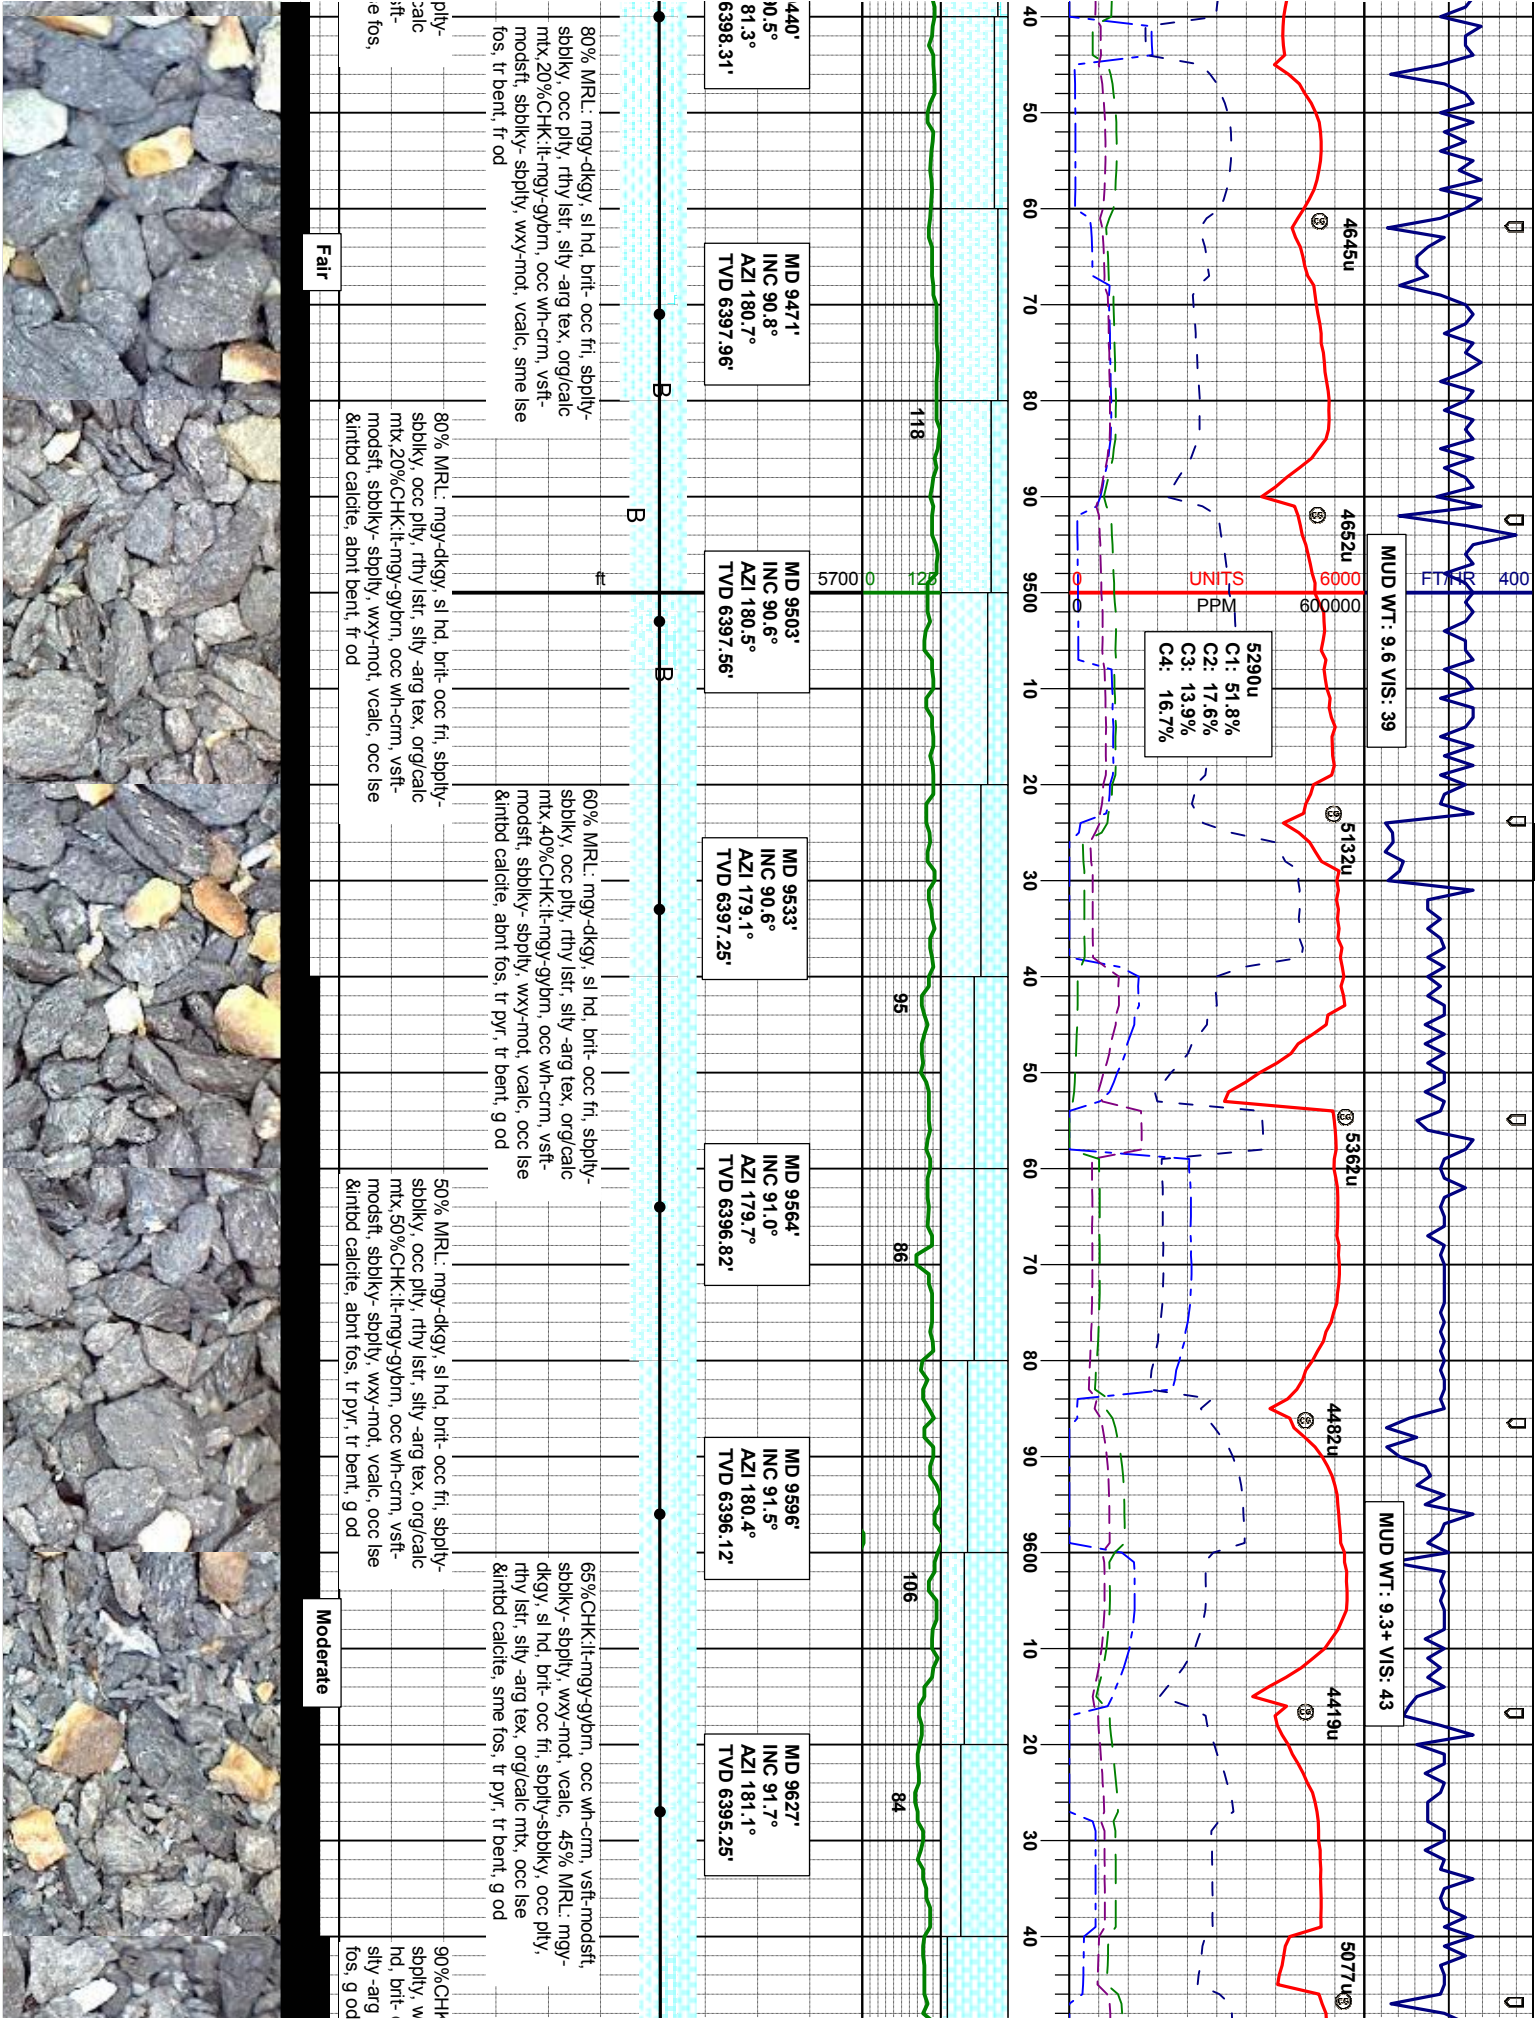 40
50
60
70
80
90
9500
10
20
30
40
50
60
70
80
90
9600
10
20
30
40
FT/HR 400
MUD WT: 9.6 VIS: 39
MUD WT: 9.3+ VIS: 43
4645u
4652u
5132u
5362u
4482u
4419u
5077u
CG
CG
CG
CG
CG
CG
CG
0 UNITS 6000
0 PPM 600000
5290u
C1: 51.8%
C2: 17.6%
C3: 13.9%
C4: 16.7%
118
95
86
106
84
5700 0 125
ft
440'
0.5°
81.3°
6398.31'
MD 9471'
INC 90.8°
AZI 180.7°
TVD 6397.96'
MD 9503'
INC 90.6°
AZI 180.5°
TVD 6397.56'
MD 9533'
INC 90.6°
AZI 179.1°
TVD 6397.25'
MD 9564'
INC 91.0°
AZI 179.7°
TVD 6396.82'
MD 9596'
INC 91.5°
AZI 180.4°
TVD 6396.12'
MD 9627'
INC 91.7°
AZI 181.1°
TVD 6395.25'
B
B
B
80% MRL: mgy-dkgy, sl hd, brit- occ fri, sbplty-
sbblky, occ plty, rthy lstr, slty -arg tex, org/calc
mtx,20%CHK:lt-mgy-gybrn, occ wh-crm, vsft-
modsft, sbblky- sbplty, wxy-mot, vcalc, sme lse
fos, tr bent, fr od
60% MRL: mgy-dkgy, sl hd, brit- occ fri, sbplty-
sbblky, occ plty, rthy lstr, slty -arg tex, org/calc
mtx,40%CHK:lt-mgy-gybrn, occ wh-crm, vsft-
modsft, sbblky- sbplty, wxy-mot, vcalc, occ lse
&intbd calcite, abnt fos, tr pyr, tr bent, g od
65%CHK:lt-mgy-gybrn, occ wh-crm, vsft-modsft,
sbblky- sbplty, wxy-mot, vcalc, 45% MRL: mgy-
dkgy, sl hd, brit- occ fri, sbplty-sbblky, occ plty,
rthy lstr, slty -arg tex, org/calc mtx, occ lse
&intbd calcite, sme fos, tr pyr, tr bent, g od
plty-
calc
sft-
e fos,
80% MRL: mgy-dkgy, sl hd, brit- occ fri, sbplty-
sbblky, occ plty, rthy lstr, slty -arg tex, org/calc
mtx,20%CHK:lt-mgy-gybrn, occ wh-crm, vsft-
modsft, sbblky- sbplty, wxy-mot, vcalc, occ lse
&intbd calcite, abnt bent, fr od
50% MRL: mgy-dkgy, sl hd, brit- occ fri, sbplty-
sbblky, occ plty, rthy lstr, slty -arg tex, org/calc
mtx,50%CHK:lt-mgy-gybrn, occ wh-crm, vsft-
modsft, sbblky- sbplty, wxy-mot, vcalc, occ lse
&intbd calcite, abnt fos, tr pyr, tr bent, g od
90%CHK
sbplty, w
hd, brit-
slty -arg
fos, g od
Fair
Moderate